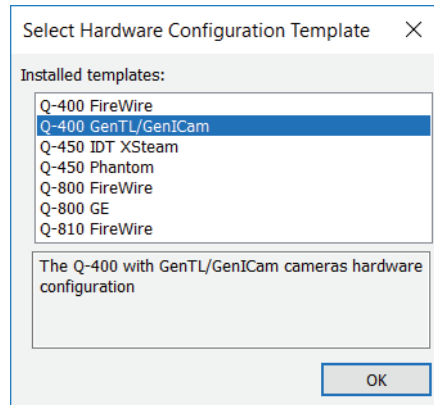 Select Hardware Configuration Template
Installed templates:
Q-400 FireWire
Q-400 GenTL/GenICam
Q-450 IDT XSteam
Q-450 Phantom
Q-800 FireWire
Q-800 GE
Q-810 FireWire
The Q-400 with GenTL/GenICam cameras hardware
configuration
OK